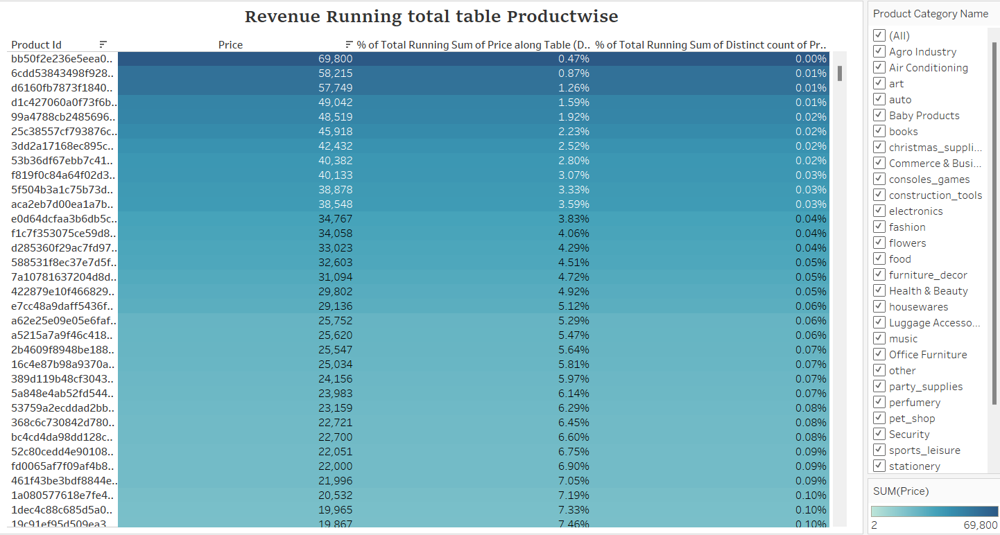 Revenue Running total table Productwise
Product Id Price % of Total Running Sum of Price along Table (D.. % of Total Running Sum of Distinct count of Pr..
bb50f2e236e5eea0.. 69,800 0.47% 0.00%
6cdd53843498f928.. 58,215 0.87% 0.01%
d6160fb7873f1840.. 57,749 1.26% 0.01%
d1c427060a0f73f6b.. 49,042 1.59% 0.01%
99a4788cb2485696.. 48,519 1.92% 0.02%
25c38557cf793876c.. 45,918 2.23% 0.02%
3dd2a17168ec895c.. 42,432 2.52% 0.02%
53b36df67ebb7c41.. 40,382 2.80% 0.02%
f819f0c84a64f02d3.. 40,133 3.07% 0.03%
5f504b3a1c75b73d.. 38,878 3.33% 0.03%
aca2eb7d00ea1a7b.. 38,548 3.59% 0.03%
e0d64dcfaa3b6db5c.. 34,767 3.83% 0.04%
f1c7f353075ce59d8.. 34,058 4.06% 0.04%
d285360f29ac7fd97.. 33,023 4.29% 0.04%
588531f8ec37e7d5f.. 32,603 4.51% 0.05%
7a10781637204d8d.. 31,094 4.72% 0.05%
422879e10f466829.. 29,802 4.92% 0.05%
e7cc48a9daff5436f.. 29,136 5.12% 0.06%
a62e25e09e05e6faf.. 25,752 5.29% 0.06%
a5215a7a9f46c418.. 25,620 5.47% 0.06%
2b4609f8948be188.. 25,547 5.64% 0.07%
16c4e87b98a9370a.. 25,034 5.81% 0.07%
389d119b48cf3043.. 24,156 5.97% 0.07%
5a848e4ab52fd544.. 23,983 6.14% 0.07%
53759a2ecddad2bb.. 23,159 6.29% 0.08%
368c6c730842d780.. 22,721 6.45% 0.08%
bc4cd4da98dd128c.. 22,700 6.60% 0.08%
52c80cedd4e90108.. 22,051 6.75% 0.09%
fd0065af7f09af4b8.. 22,000 6.90% 0.09%
461f43be3bdf8844e.. 21,996 7.05% 0.09%
1a080577618e7fe4.. 20,532 7.19% 0.10%
1dec4c88c685d5a0.. 19,965 7.33% 0.10%
19c91ef95d509ea3.. 19,867 7.46% 0.10%
Product Category Name
(All)
Agro Industry
Air Conditioning
art
auto
Baby Products
books
christmas_suppli...
Commerce & Busi...
consoles_games
construction_tools
electronics
fashion
flowers
food
furniture_decor
Health & Beauty
housewares
Luggage Accesso...
music
Office Furniture
other
party_supplies
perfumery
pet_shop
Security
sports_leisure
stationery
SUM(Price)
2 69,800